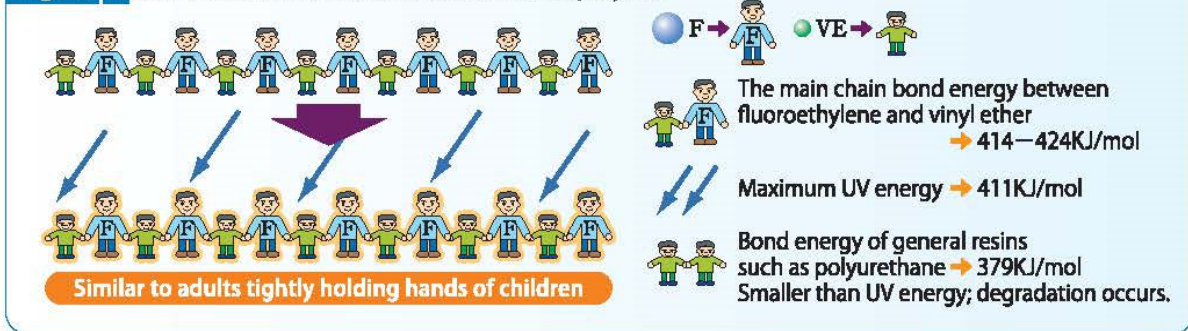 F F F F F F F
F F F F F F F
Similar to adults tightly holding hands of children
F → F VE →
F
The main chain bond energy between
fluoroethylene and vinyl ether
→ 414−424KJ/mol
Maximum UV energy → 411KJ/mol
Bond energy of general resins
such as polyurethane → 379KJ/mol
Smaller than UV energy; degradation occurs.